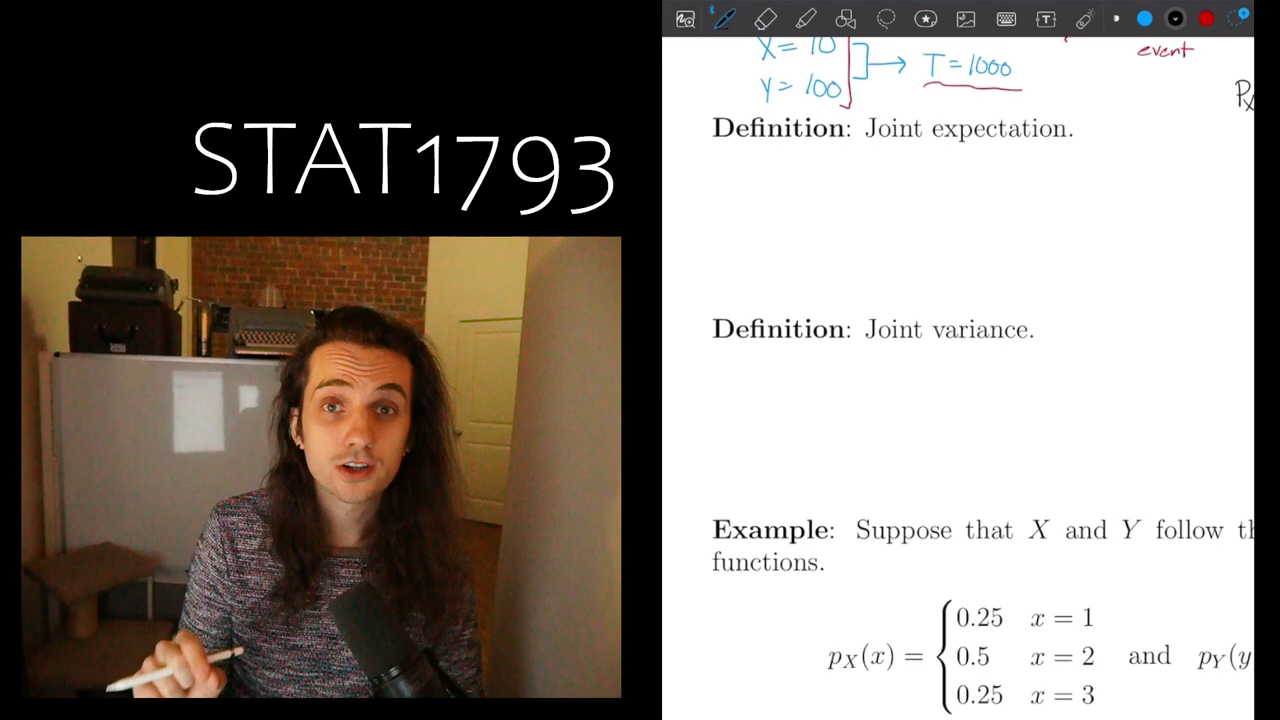 STAT1793
X = 10
Y = 100
T = 1000
event
P_X
Definition: Joint expectation.
Definition: Joint variance.
Example: Suppose that X and Y follow th
functions.
p_X(x) = { 0.25 x = 1
0.5 x = 2 and p_Y(y
0.25 x = 3